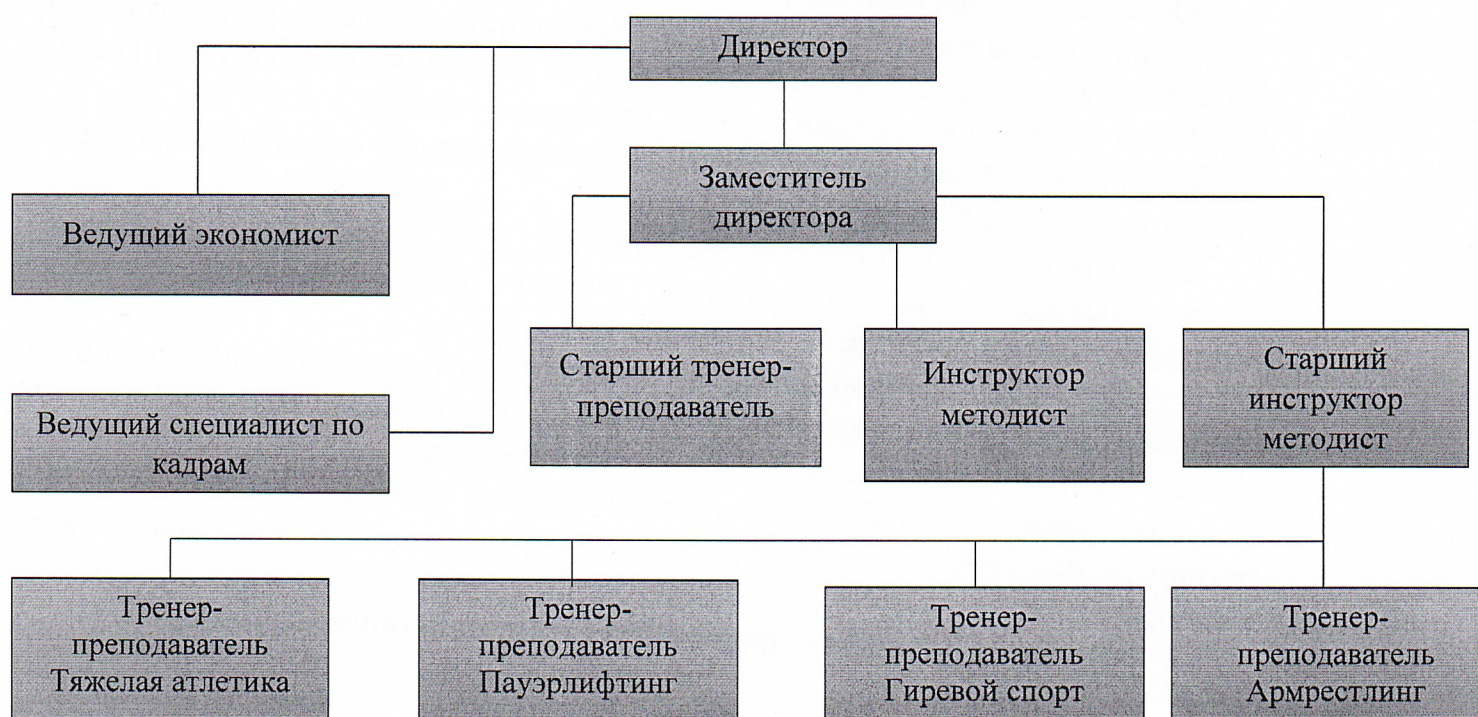 Директор
Заместитель
директора
Ведущий экономист
Старший тренер-
преподаватель
Инструктор
методист
Старший
инструктор
методист
Ведущий специалист по
кадрам
Тренер-
преподаватель
Тяжелая атлетика
Тренер-
преподаватель
Пауэрлифтинг
Тренер-
преподаватель
Гиревой спорт
Тренер-
преподаватель
Армрестлинг